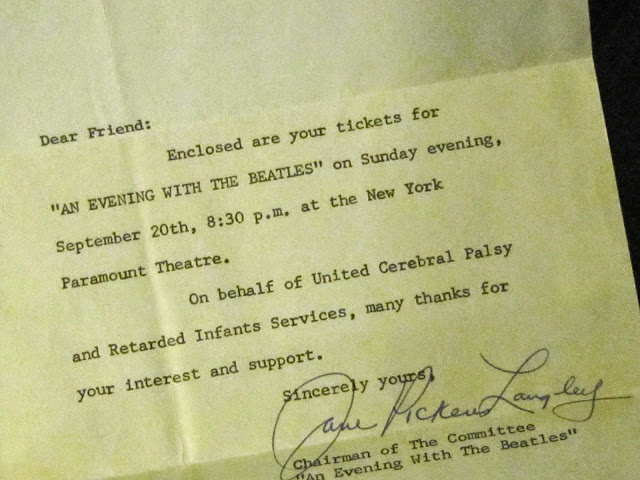 Dear Friend:
Enclosed are your tickets for
"AN EVENING WITH THE BEATLES" on Sunday evening,
September 20th, 8:30 p.m. at the New York
Paramount Theatre.
On behalf of United Cerebral Palsy
and Retarded Infants Services, many thanks for
your interest and support.
Sincerely yours,
Jane Pickens Langley
Chairman of The Committee
"An Evening With The Beatles"